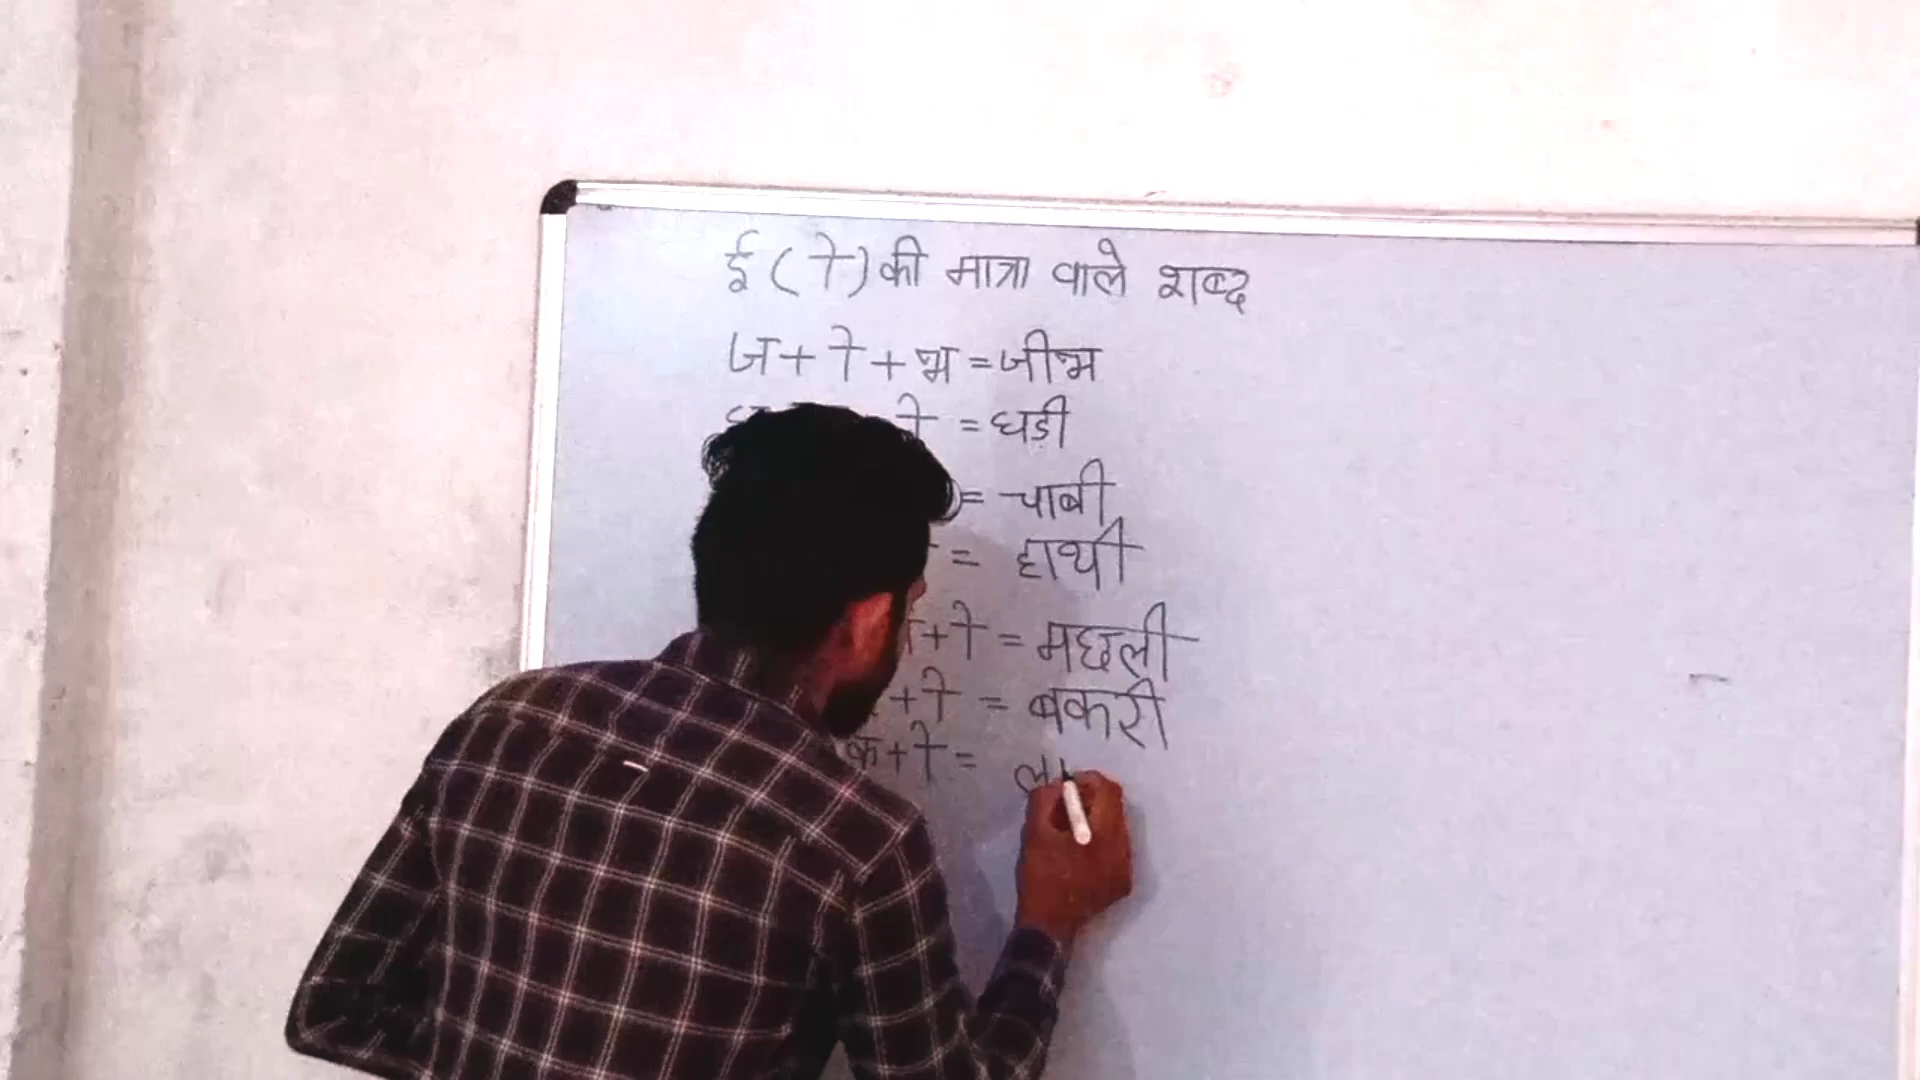 ई ( ी ) की मात्रा वाले शब्द
ज + ी + भ = जीभ
ी = घड़ी
= चाबी
= हाथी
+ ी = मछली
+ ी = बकरी
क + ी =